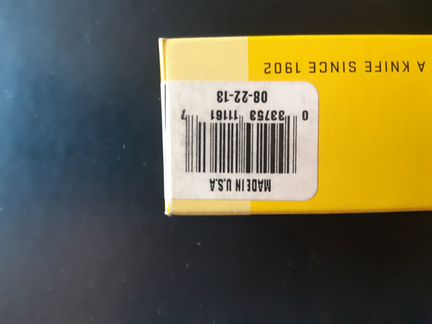 MADE IN U.S.A
0 33753 11161 7
08-22-13
A KNIFE SINCE 1902